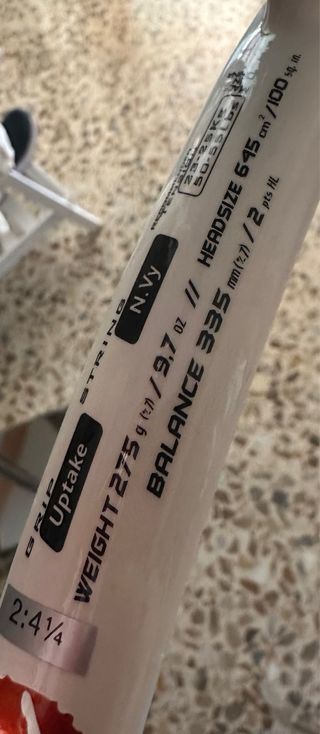 HEADSIZE 645 cm² / 100 sq. in.
STRING N.Vy // BALANCE 335 mm (±7) / 2 pts HL
GRIP Uptake WEIGHT 275 g (±7) / 9,7 oz
2:4¼